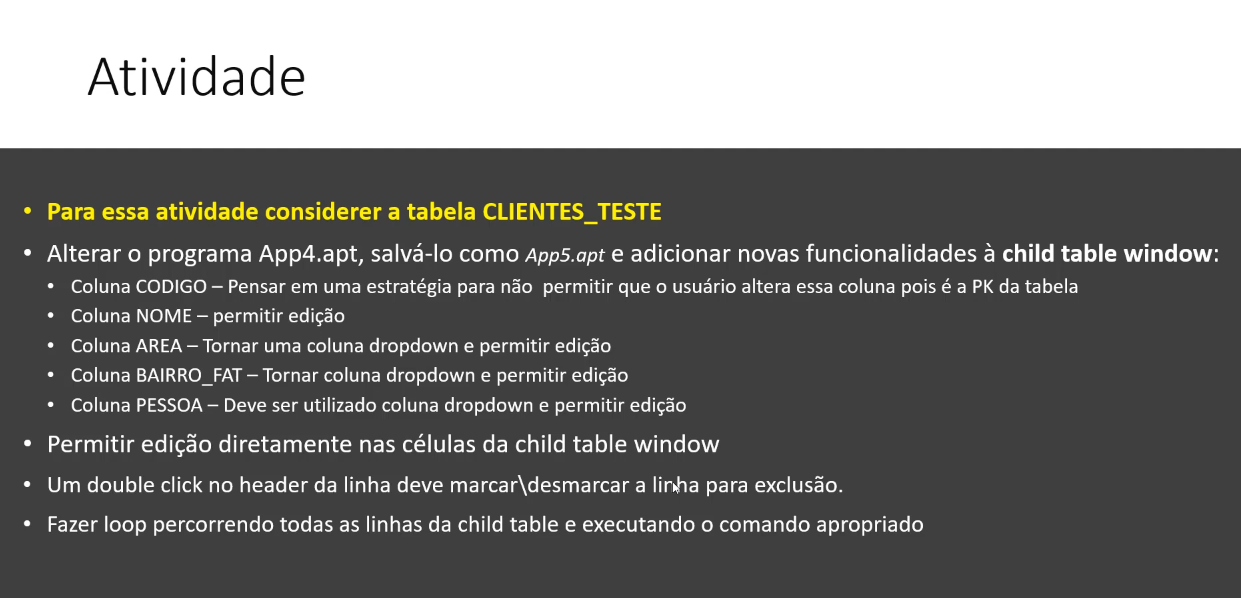 Atividade
• Para essa atividade considerer a tabela CLIENTES_TESTE
• Alterar o programa App4.apt, salvá-lo como App5.apt e adicionar novas funcionalidades à child table window:
• Coluna CODIGO – Pensar em uma estratégia para não permitir que o usuário altera essa coluna pois é a PK da tabela
• Coluna NOME – permitir edição
• Coluna AREA – Tornar uma coluna dropdown e permitir edição
• Coluna BAIRRO_FAT – Tornar coluna dropdown e permitir edição
• Coluna PESSOA – Deve ser utilizado coluna dropdown e permitir edição
• Permitir edição diretamente nas células da child table window
• Um double click no header da linha deve marcar\desmarcar a linha para exclusão.
• Fazer loop percorrendo todas as linhas da child table e executando o comando apropriado